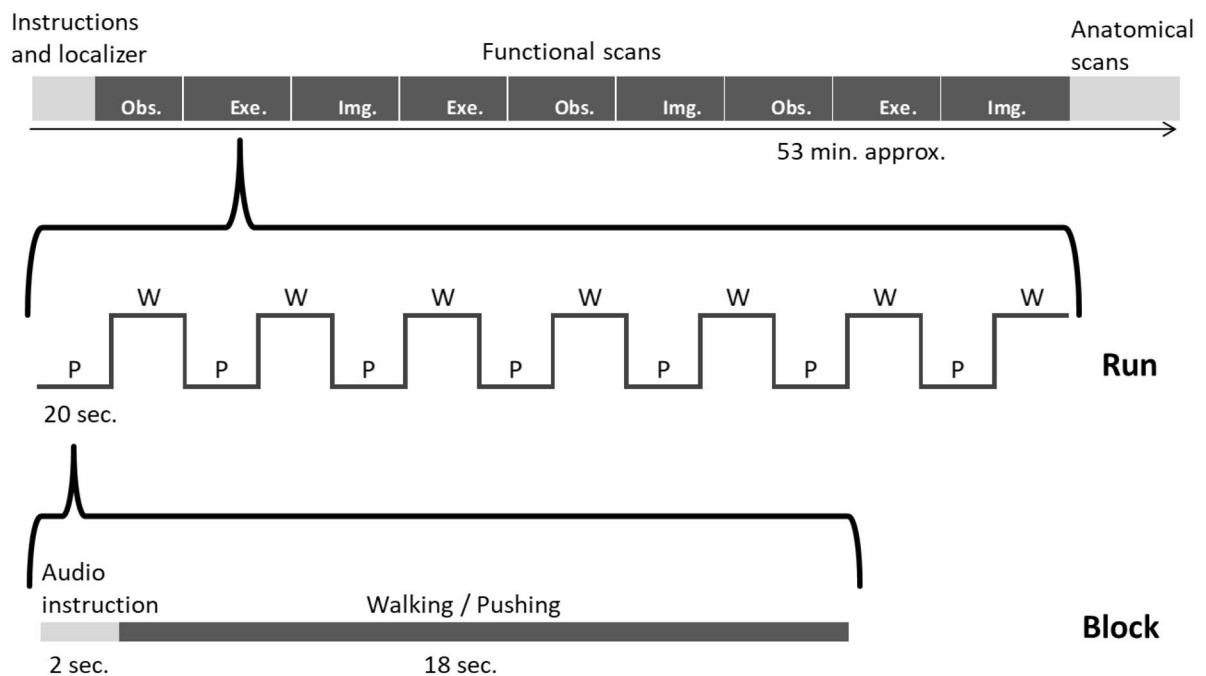 Instructions
and localizer
Functional scans
Anatomical
scans
Obs. Exe. Img. Exe. Obs. Img. Obs. Exe. Img.
53 min. approx.
W W W W W W W
P P P P P P P
Run
20 sec.
Audio
instruction
Walking / Pushing
Block
2 sec. 18 sec.